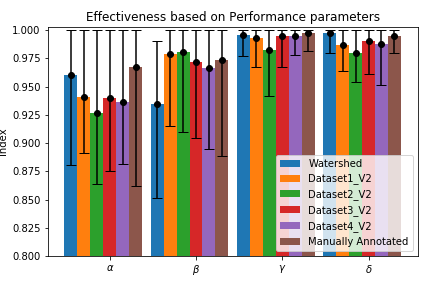 Effectiveness based on Performance parameters
1.000
0.975
0.950
0.925
0.900
0.875
0.850
0.825
0.800
Index
Watershed
Dataset1_V2
Dataset2_V2
Dataset3_V2
Dataset4_V2
Manually Annotated
α
β
γ
δ